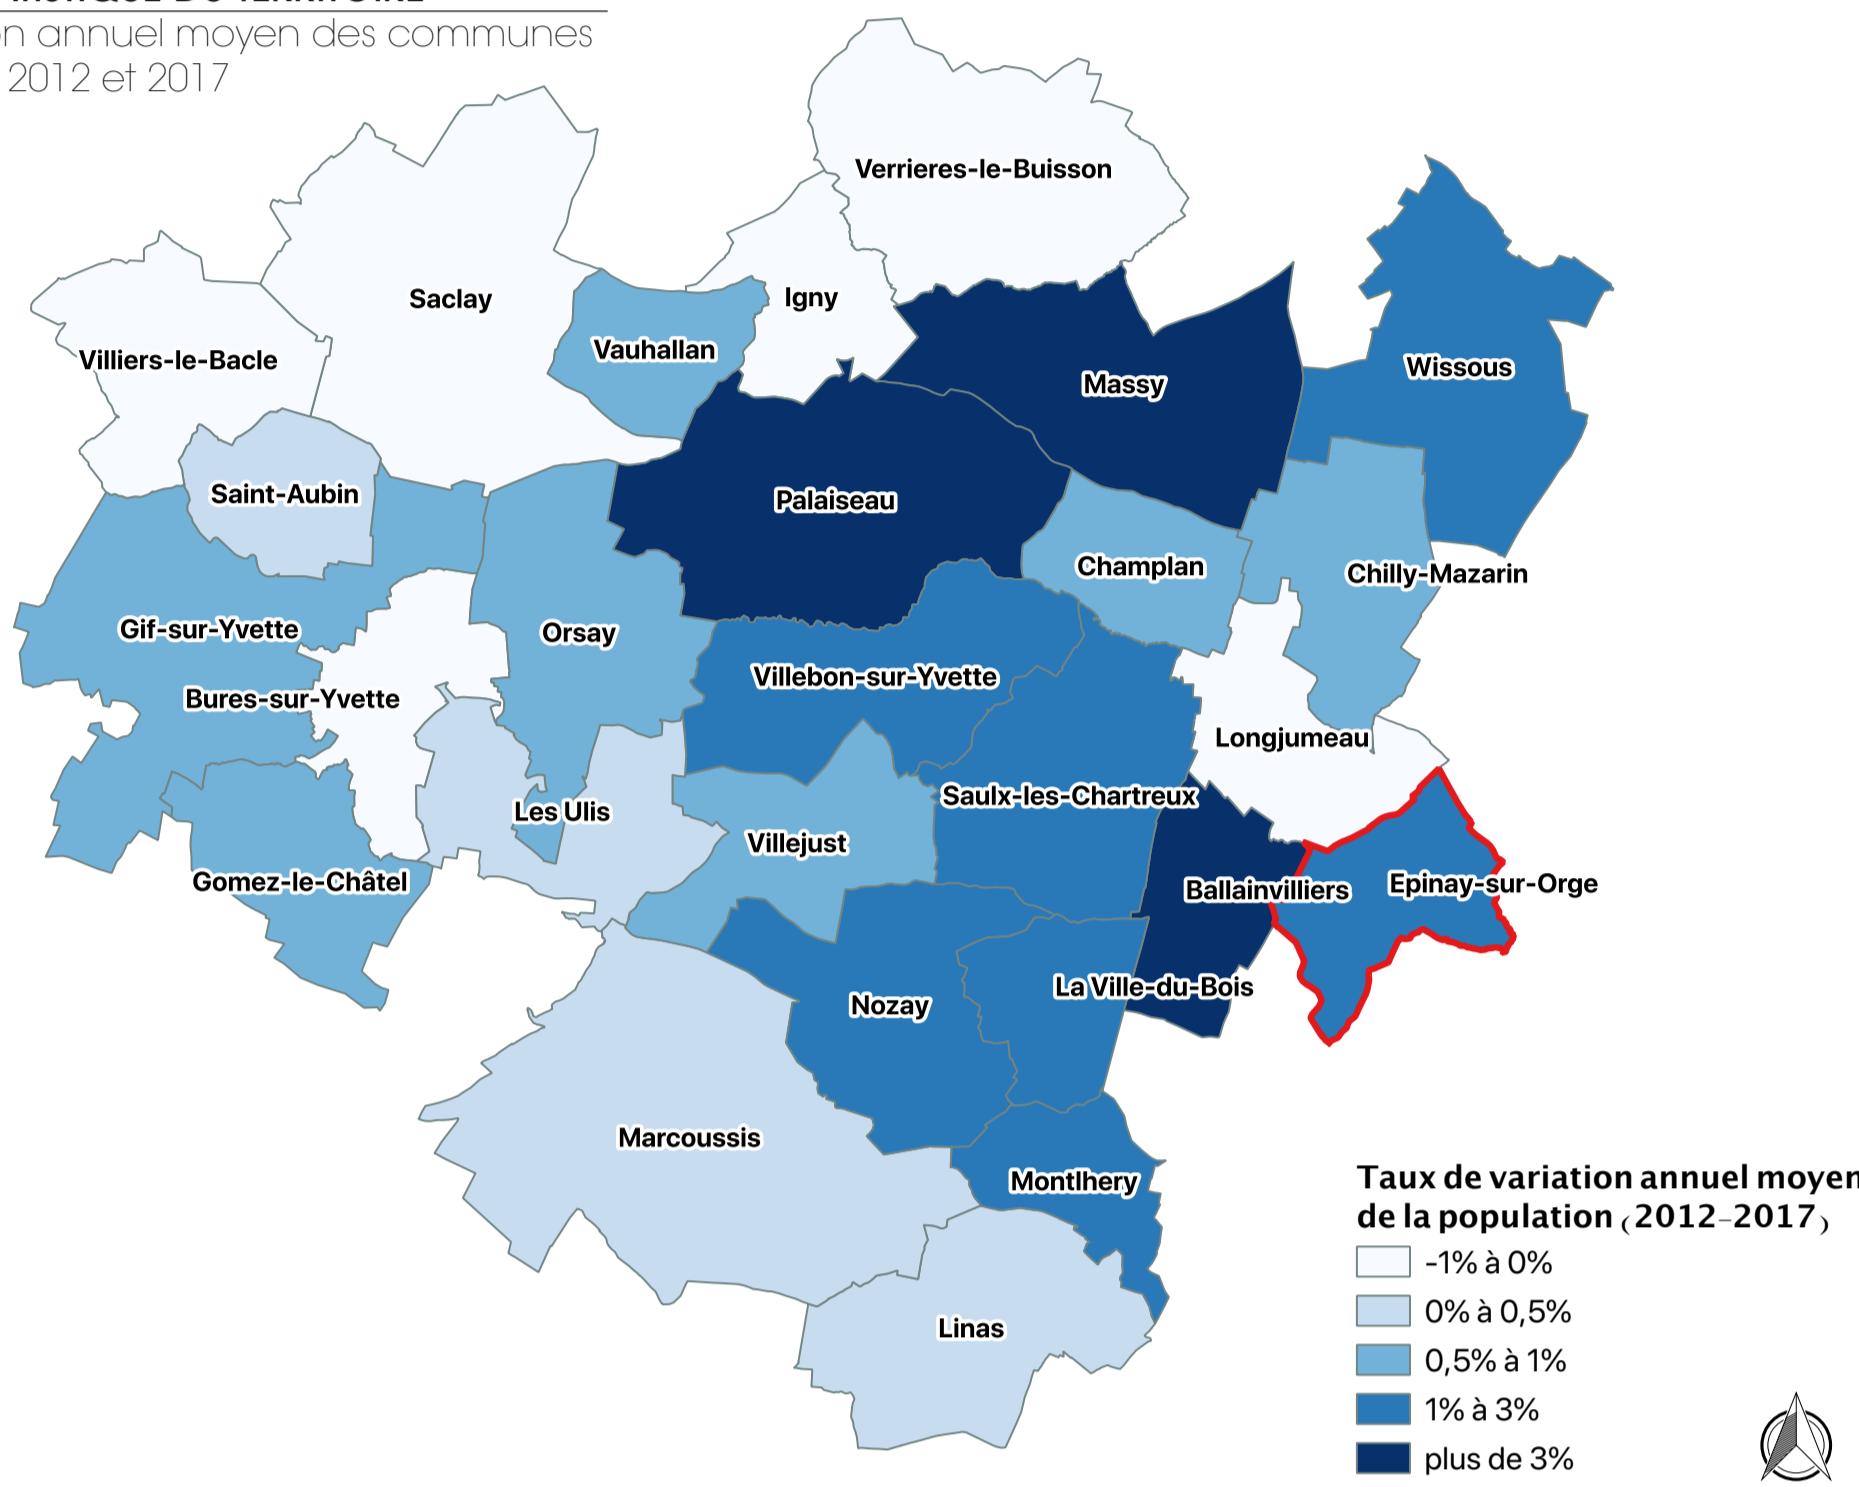 on annuel moyen des communes
2012 et 2017
Verrieres-le-Buisson
Saclay
Igny
Vauhallan
Villiers-le-Bacle
Massy
Wissous
Saint-Aubin
Palaiseau
Champlan
Chilly-Mazarin
Gif-sur-Yvette
Orsay
Villebon-sur-Yvette
Bures-sur-Yvette
Longjumeau
Saulx-les-Chartreux
Les Ulis
Villejust
Gomez-le-Châtel
Ballainvilliers
Epinay-sur-Orge
La Ville-du-Bois
Nozay
Marcoussis
Montlhery
Linas
Taux de variation annuel moyen
de la population (2012-2017)
-1% à 0%
0% à 0,5%
0,5% à 1%
1% à 3%
plus de 3%